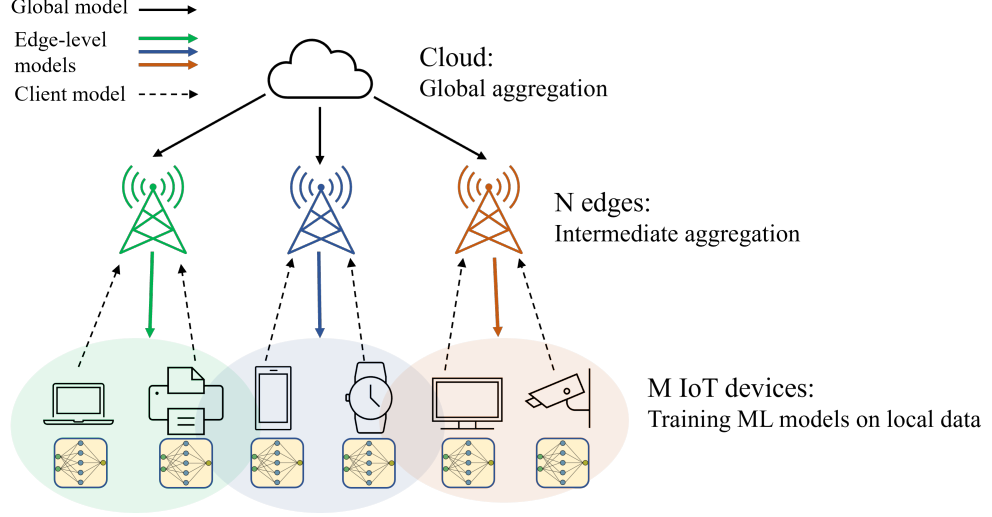 Global model
Edge-level
models
Client model
Cloud:
Global aggregation
N edges:
Intermediate aggregation
M IoT devices:
Training ML models on local data